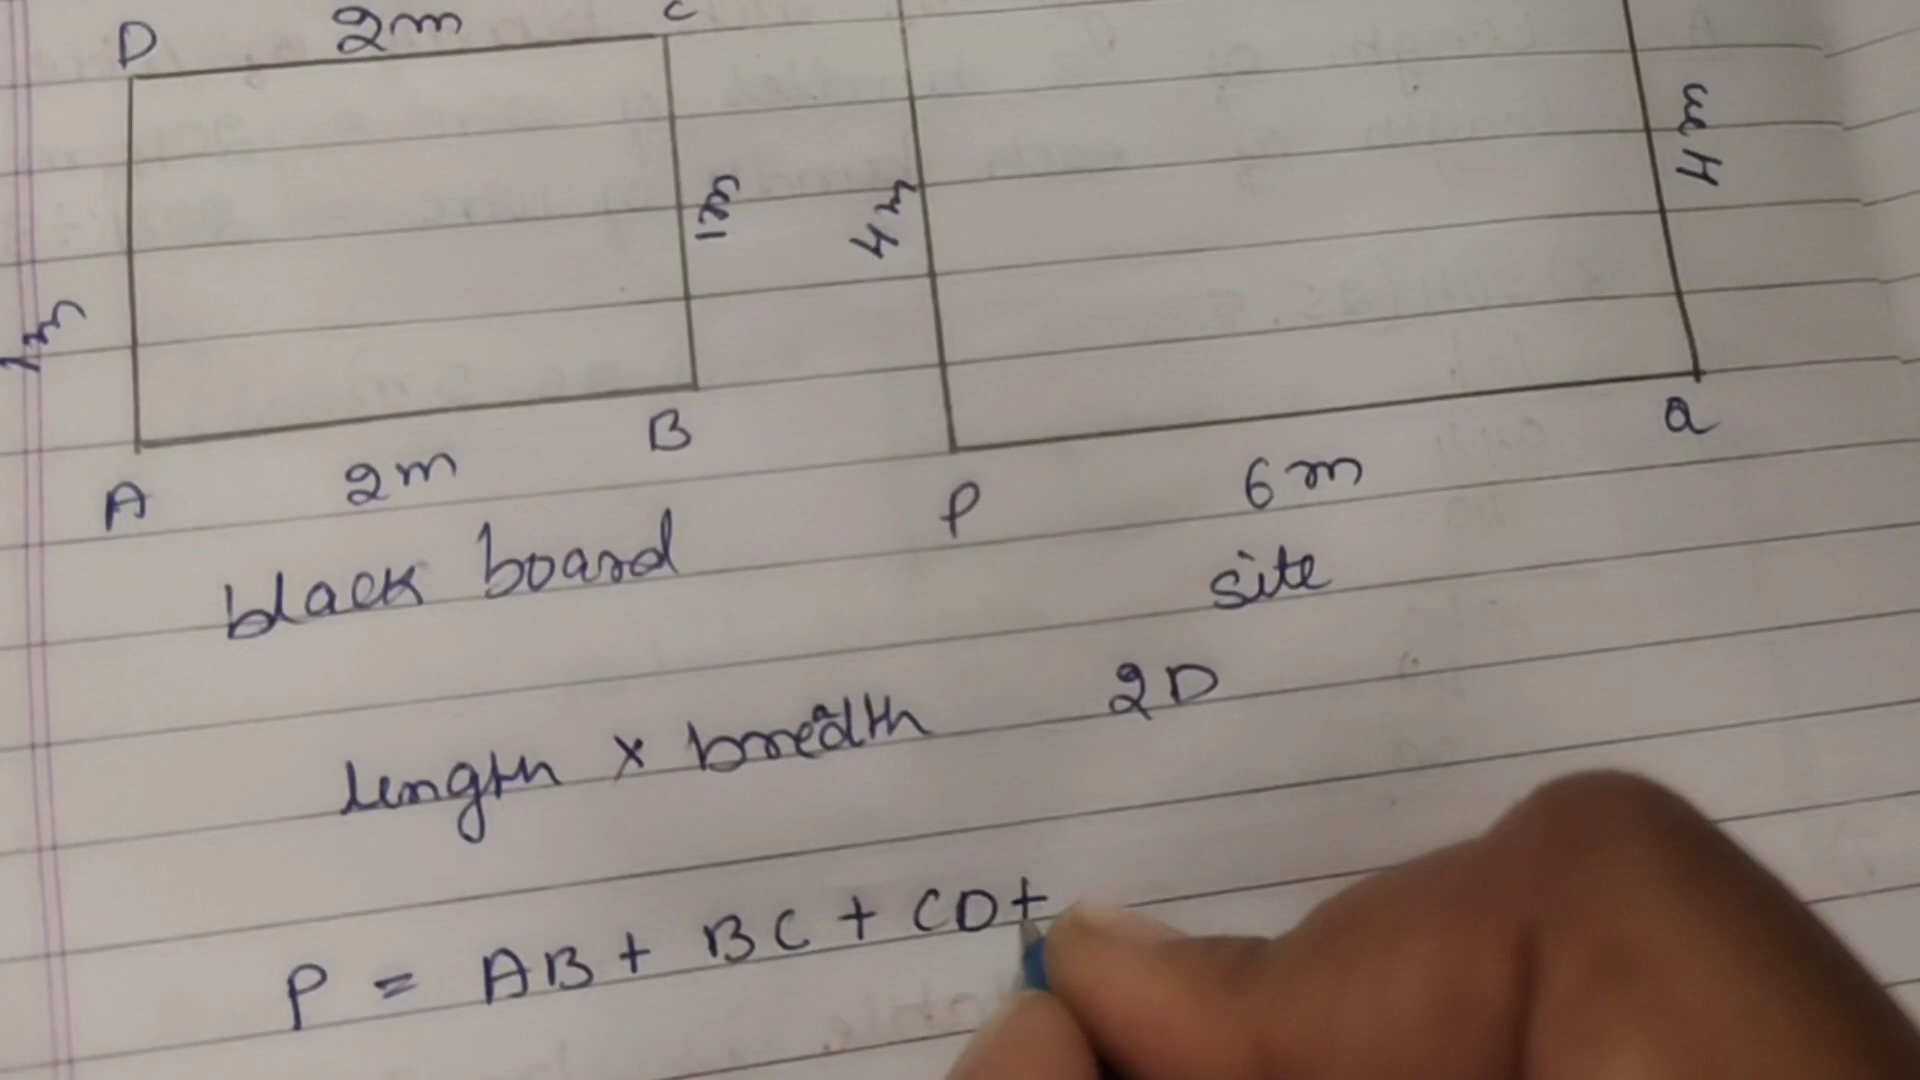 D 2m C
1m 1m 4m 4m
A 2m B P 6m Q
black board site
length x breadth 2D
P = AB + BC + CD+